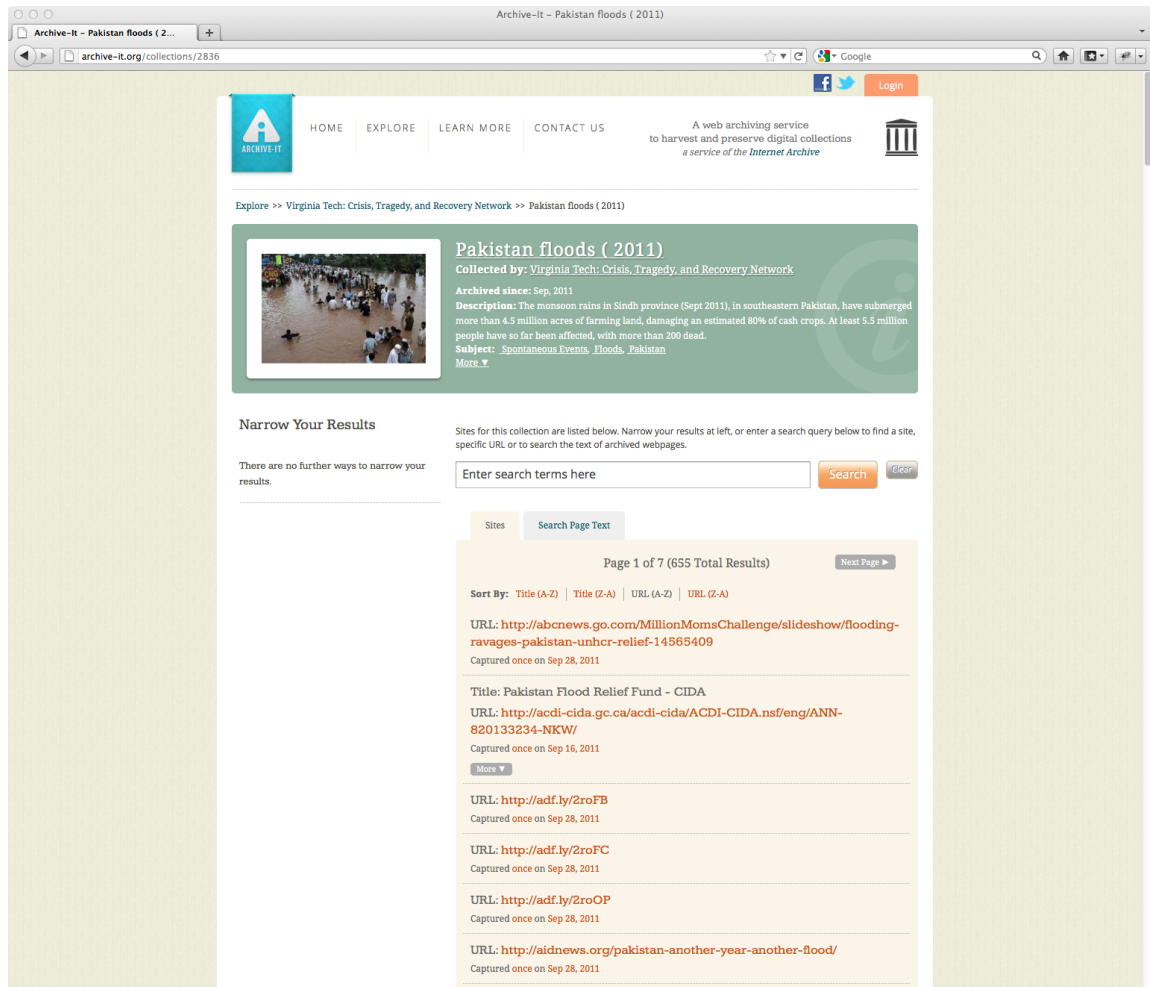 Archive-It – Pakistan floods ( 2011)
Archive-It – Pakistan floods ( 2...
archive-it.org/collections/2836
Google
Login
ARCHIVE-IT
HOME EXPLORE LEARN MORE CONTACT US
A web archiving service
to harvest and preserve digital collections
a service of the Internet Archive
Explore >> Virginia Tech: Crisis, Tragedy, and Recovery Network >> Pakistan floods ( 2011)
CNG
Pakistan floods ( 2011)
Collected by: Virginia Tech: Crisis, Tragedy, and Recovery Network
Archived since: Sep, 2011
Description: The monsoon rains in Sindh province (Sept 2011), in southeastern Pakistan, have submerged
more than 4.5 million acres of farming land, damaging an estimated 80% of cash crops. At least 5.5 million
people have so far been affected, with more than 200 dead.
Subject: Spontaneous Events, Floods, Pakistan
More ▼
Narrow Your Results
There are no further ways to narrow your
results.
Sites for this collection are listed below. Narrow your results at left, or enter a search query below to find a site,
specific URL or to search the text of archived webpages.
Enter search terms here
Search
Clear
Sites
Search Page Text
Page 1 of 7 (655 Total Results)
Next Page ►
Sort By: Title (A-Z) | Title (Z-A) | URL (A-Z) | URL (Z-A)
URL: http://abcnews.go.com/MillionMomsChallenge/slideshow/flooding-
ravages-pakistan-unhcr-relief-14565409
Captured once on Sep 28, 2011
Title: Pakistan Flood Relief Fund - CIDA
URL: http://acdi-cida.gc.ca/acdi-cida/ACDI-CIDA.nsf/eng/ANN-
820133234-NKW/
Captured once on Sep 16, 2011
More ▼
URL: http://adf.ly/2roFB
Captured once on Sep 28, 2011
URL: http://adf.ly/2roFC
Captured once on Sep 28, 2011
URL: http://adf.ly/2roOP
Captured once on Sep 28, 2011
URL: http://aidnews.org/pakistan-another-year-another-flood/
Captured once on Sep 28, 2011